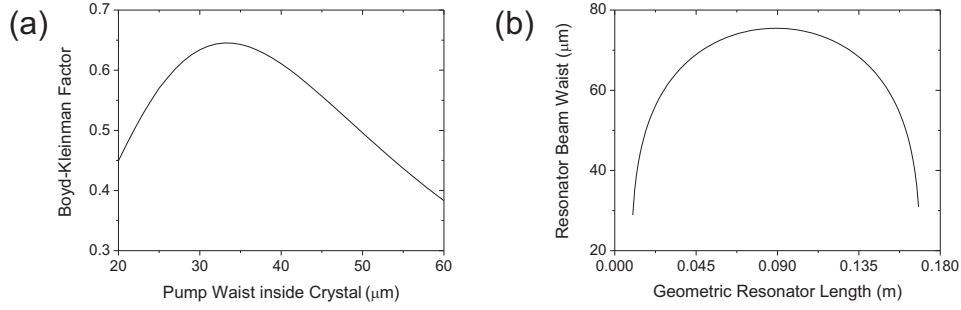 (a)
Boyd-Kleinman Factor
0.7
0.6
0.5
0.4
0.3
20 30 40 50 60
Pump Waist inside Crystal (μm)
(b)
Resonator Beam Waist (μm)
80
60
40
20
0.000 0.045 0.090 0.135 0.180
Geometric Resonator Length (m)